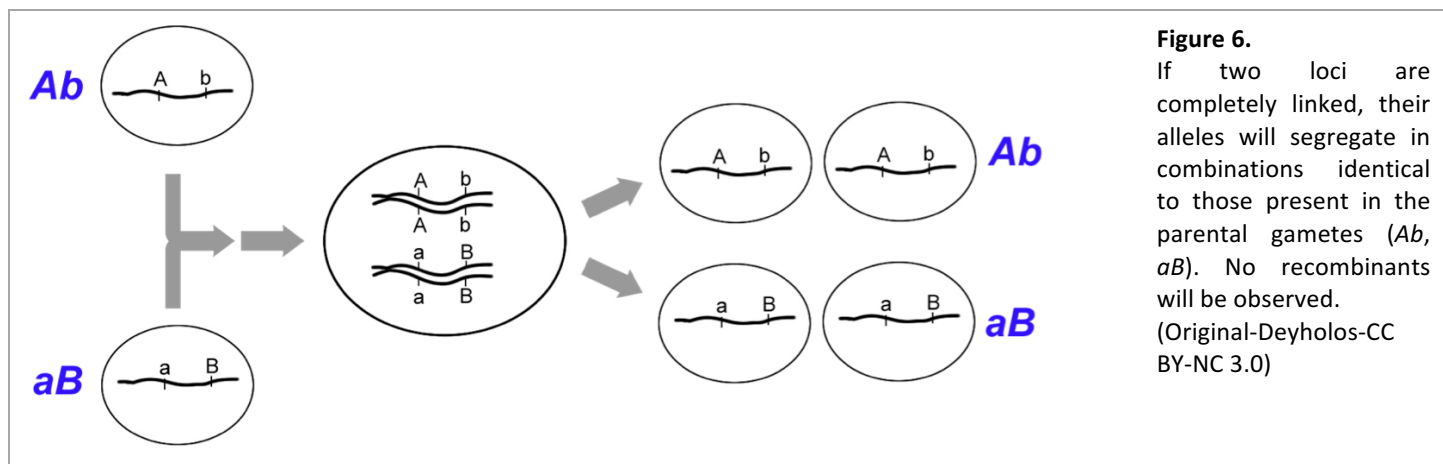 Ab
A b
aB
a B
A b
A b
a B
a B
A b
A b
Ab
a B
a B
aB
Figure 6.
If two loci are
completely linked, their
alleles will segregate in
combinations identical
to those present in the
parental gametes (Ab,
aB). No recombinants
will be observed.
(Original-Deyholos-CC
BY-NC 3.0)